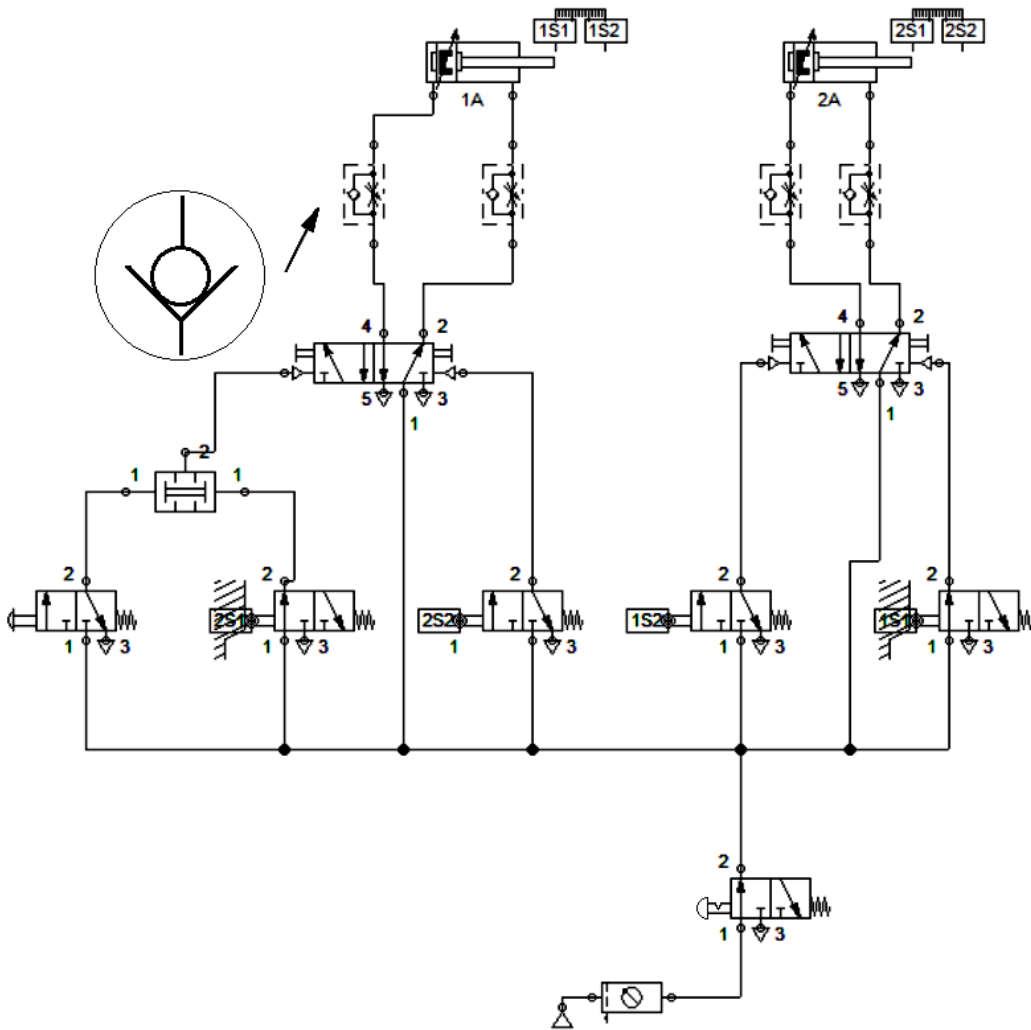 1S1 1S2 2S1 2S2
1A 2A
4 2 4 2
5 3 5 3
1 1
2
1 1
2 2 2 2 2
2S1 2S2 1S2 1S1
1 3 1 3 1 3 1 3 1 3
2
1 3